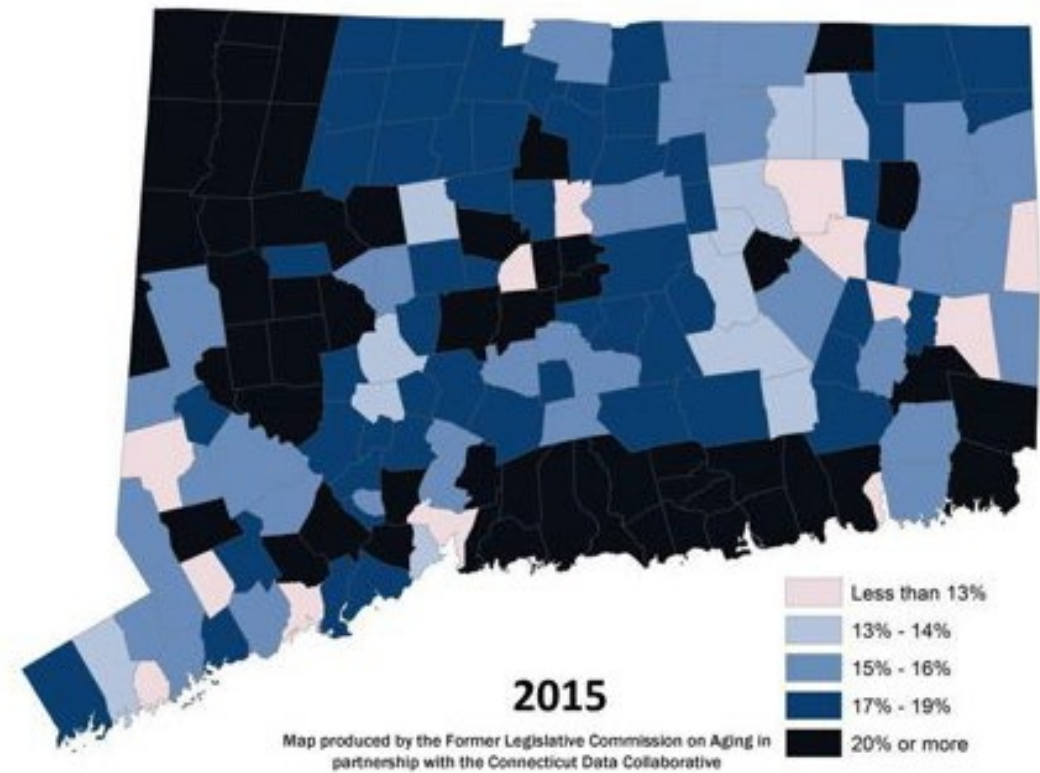 Less than 13%
13% - 14%
15% - 16%
17% - 19%
20% or more
2015
Map produced by the Former Legislative Commission on Aging in
partnership with the Connecticut Data Collaborative